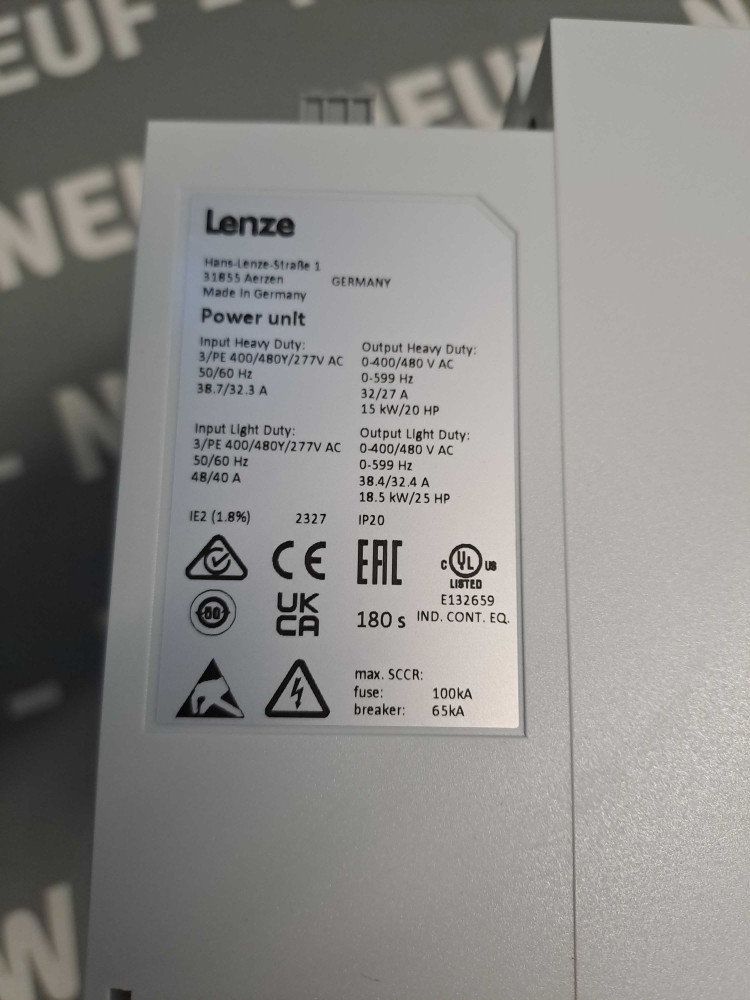 NEUF
NEUF
NEUF
Lenze
Hans-Lenze-Straße 1
31855 Aerzen GERMANY
Made in Germany
Power unit
Input Heavy Duty:
3/PE 400/480Y/277V AC
50/60 Hz
38.7/32.3 A
Output Heavy Duty:
0-400/480 V AC
0-599 Hz
32/27 A
15 kW/20 HP
Input Light Duty:
3/PE 400/480Y/277V AC
50/60 Hz
48/40 A
Output Light Duty:
0-400/480 V AC
0-599 Hz
38.4/32.4 A
18.5 kW/25 HP
IE2 (1.8%) 2327 IP20
CE EAC
c UL US
LISTED
E132659
IND. CONT. EQ.
UK
CA
180 s
max. SCCR:
fuse: 100kA
breaker: 65kA